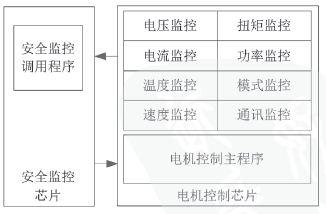 安全监控
调用程序
安全监控
芯片
电压监控
扭矩监控
电流监控
功率监控
温度监控
模式监控
速度监控
通讯监控
电机控制主程序
电机控制芯片